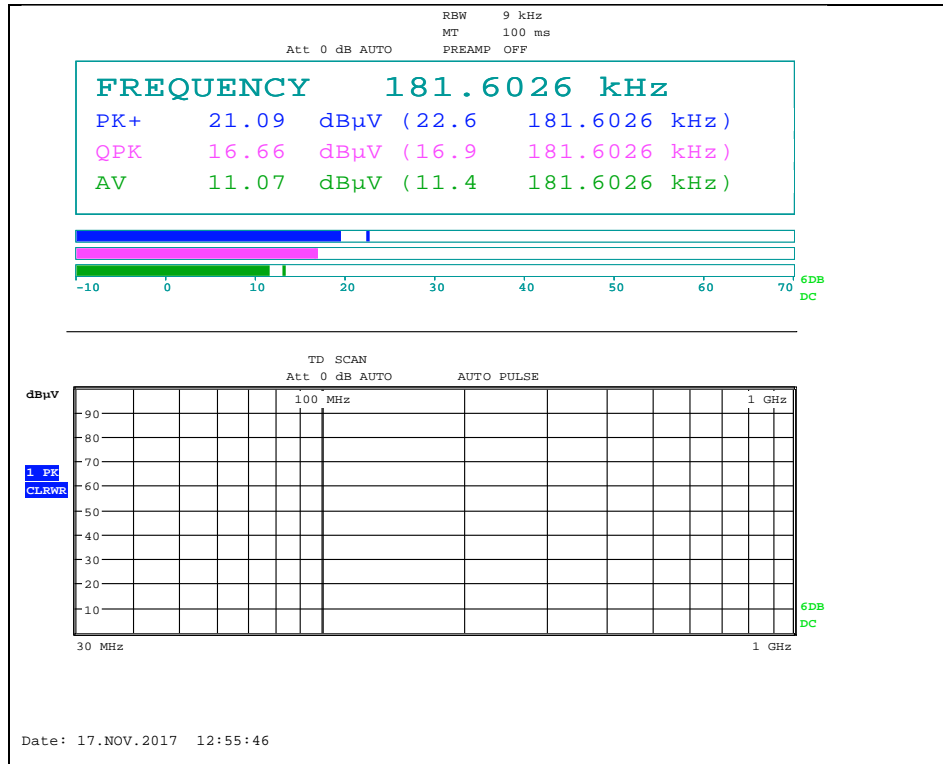 RBW 9 kHz
MT 100 ms
Att 0 dB AUTO PREAMP OFF
FREQUENCY 181.6026 kHz
PK+ 21.09 dBµV (22.6 181.6026 kHz)
QPK 16.66 dBµV (16.9 181.6026 kHz)
AV 11.07 dBµV (11.4 181.6026 kHz)
-10 0 10 20 30 40 50 60 70
6DB
DC
TD SCAN
Att 0 dB AUTO AUTO PULSE
dBµV
100 MHz 1 GHz
90
80
70
1 PK
60
CLRWR
50
40
30
20
10
6DB
DC
30 MHz 1 GHz
Date: 17.NOV.2017 12:55:46